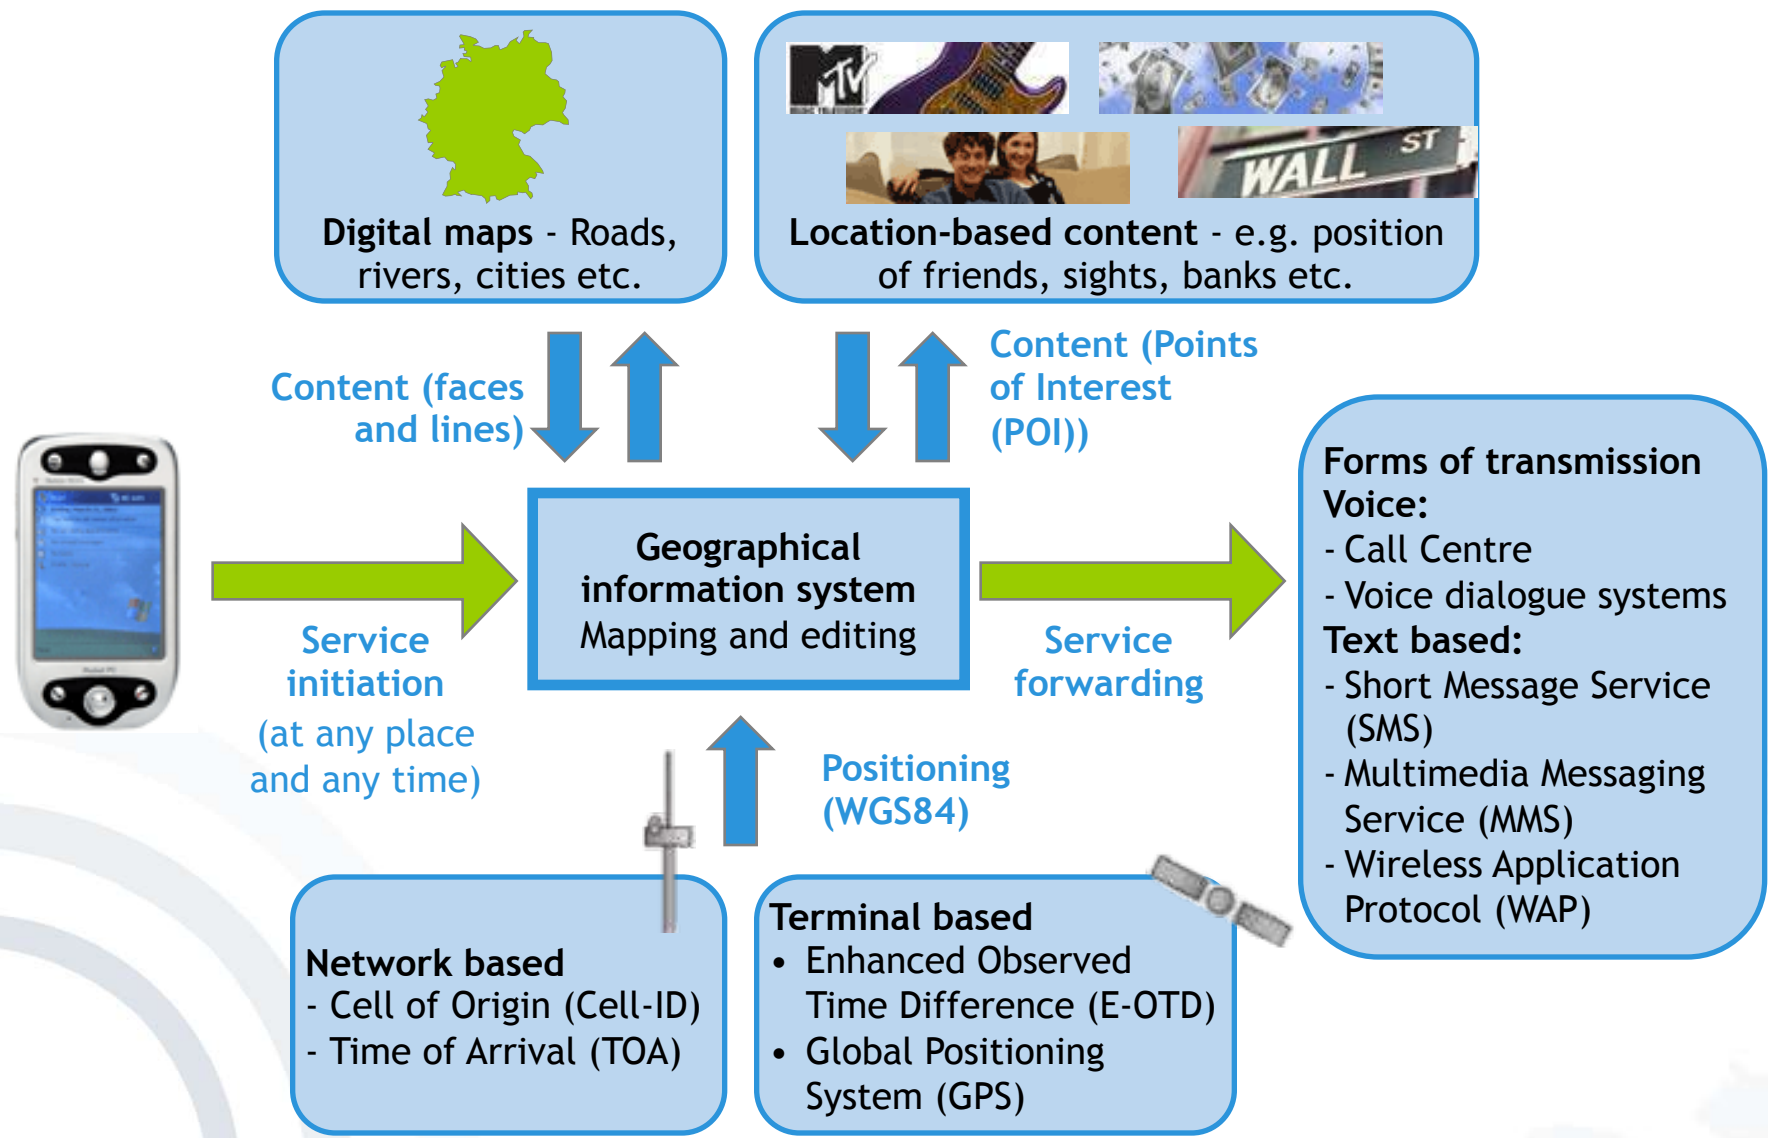 MTV
MUSIC TELEVISION
WALL ST
Digital maps - Roads,
rivers, cities etc.
Location-based content - e.g. position
of friends, sights, banks etc.
Content (faces
and lines)
Content (Points
of Interest
(POI))
Geographical
information system
Mapping and editing
Service
initiation
(at any place
and any time)
Service
forwarding
Forms of transmission
Voice:
- Call Centre
- Voice dialogue systems
Text based:
- Short Message Service
(SMS)
- Multimedia Messaging
Service (MMS)
- Wireless Application
Protocol (WAP)
Positioning
(WGS84)
Network based
- Cell of Origin (Cell-ID)
- Time of Arrival (TOA)
Terminal based
• Enhanced Observed
Time Difference (E-OTD)
• Global Positioning
System (GPS)